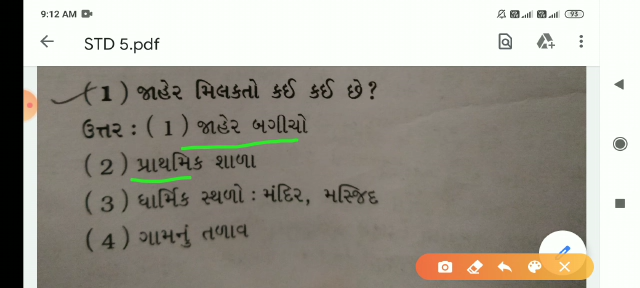 9:12 AM
93
STD 5.pdf
(1) જાહેર મિલકતો કઈ કઈ છે?
ઉત્તર : (1) જાહેર બગીચો
(2) પ્રાથમિક શાળા
(3) ધાર્મિક સ્થળો : મંદિર, મસ્જિદ
(4) ગામનું તળાવ